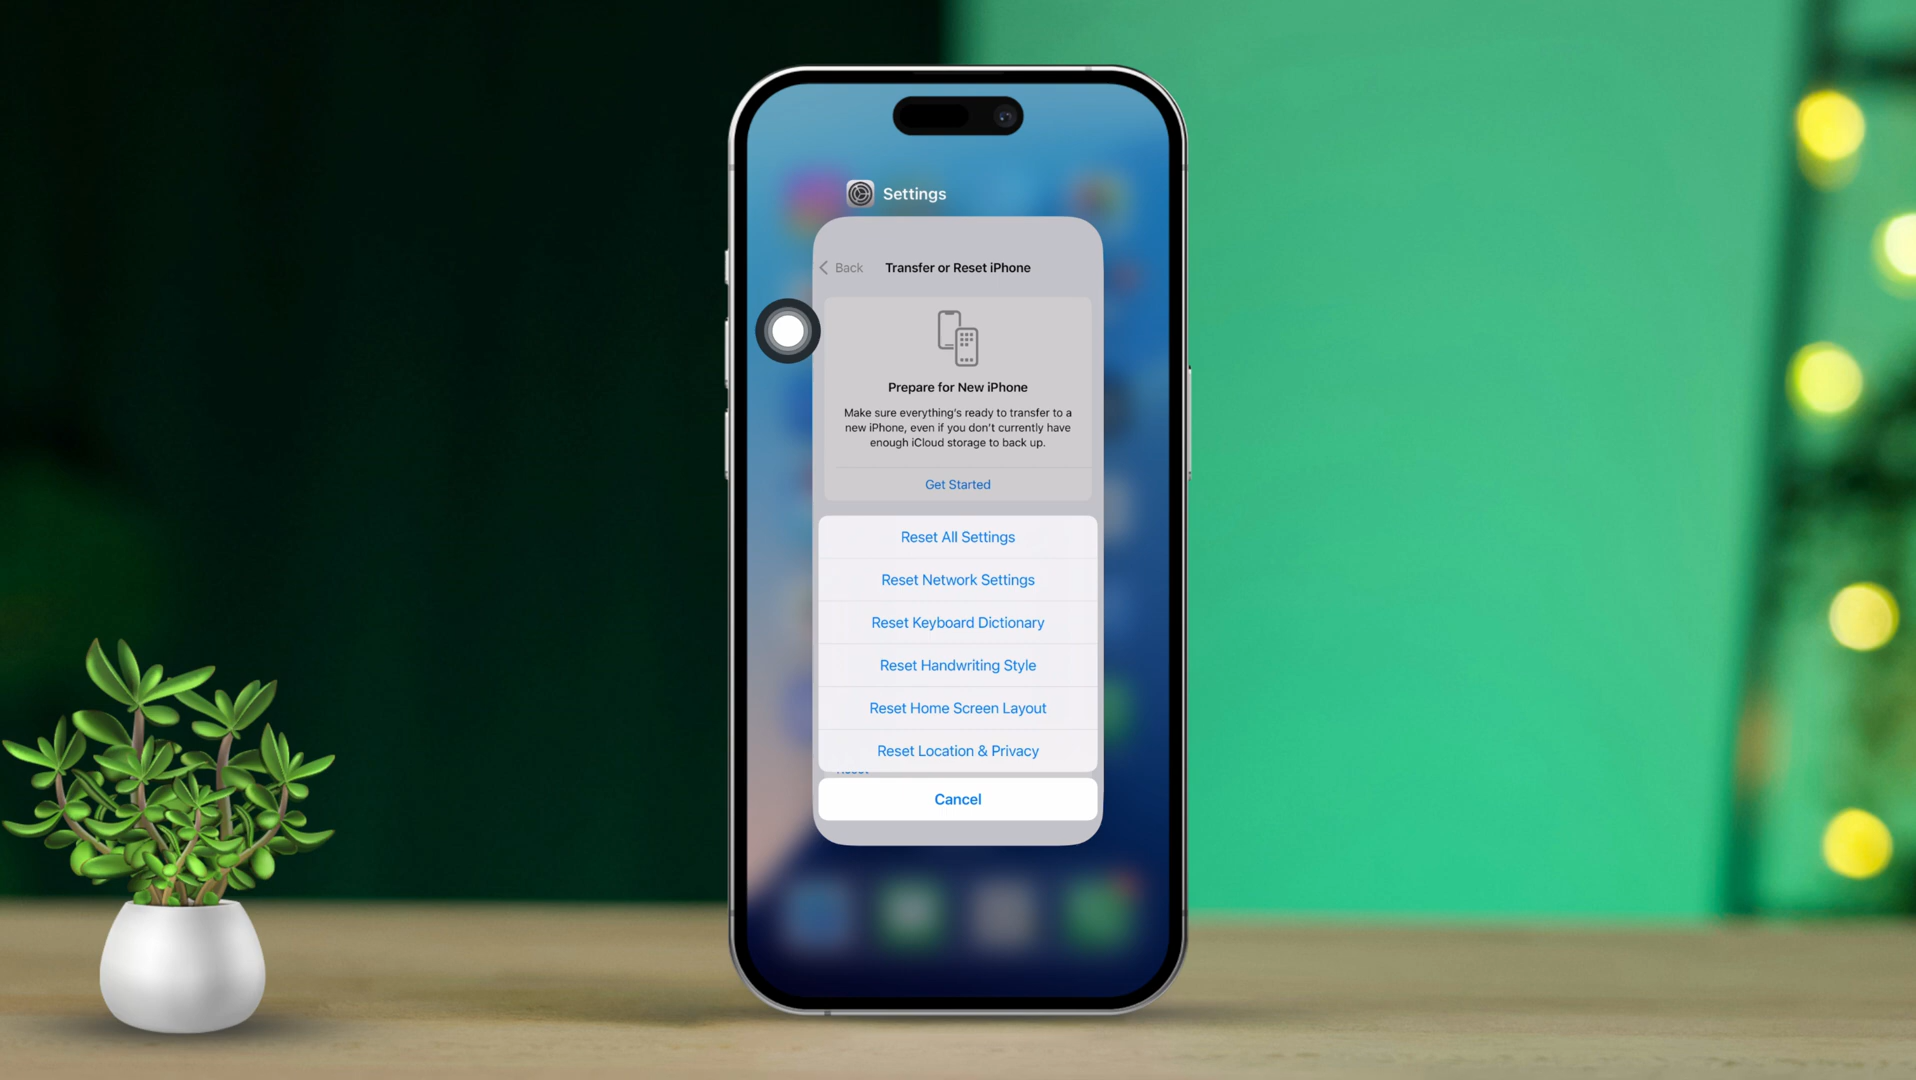 Settings
Back
Transfer or Reset iPhone
Prepare for New iPhone
Make sure everything's ready to transfer to a
new iPhone, even if you don't currently have
enough iCloud storage to back up.
Get Started
Reset All Settings
Reset Network Settings
Reset Keyboard Dictionary
Reset Handwriting Style
Reset Home Screen Layout
Reset Location & Privacy
Cancel